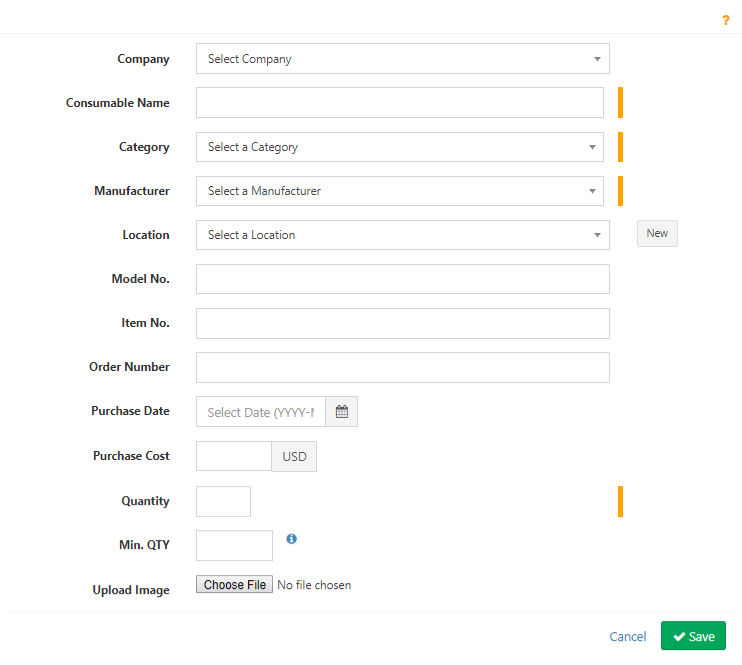 ?
Company Select Company
Consumable Name
Category Select a Category
Manufacturer Select a Manufacturer
Location Select a Location New
Model No.
Item No.
Order Number
Purchase Date Select Date (YYYY-M
Purchase Cost USD
Quantity
Min. QTY
Upload Image Choose File No file chosen
Cancel Save